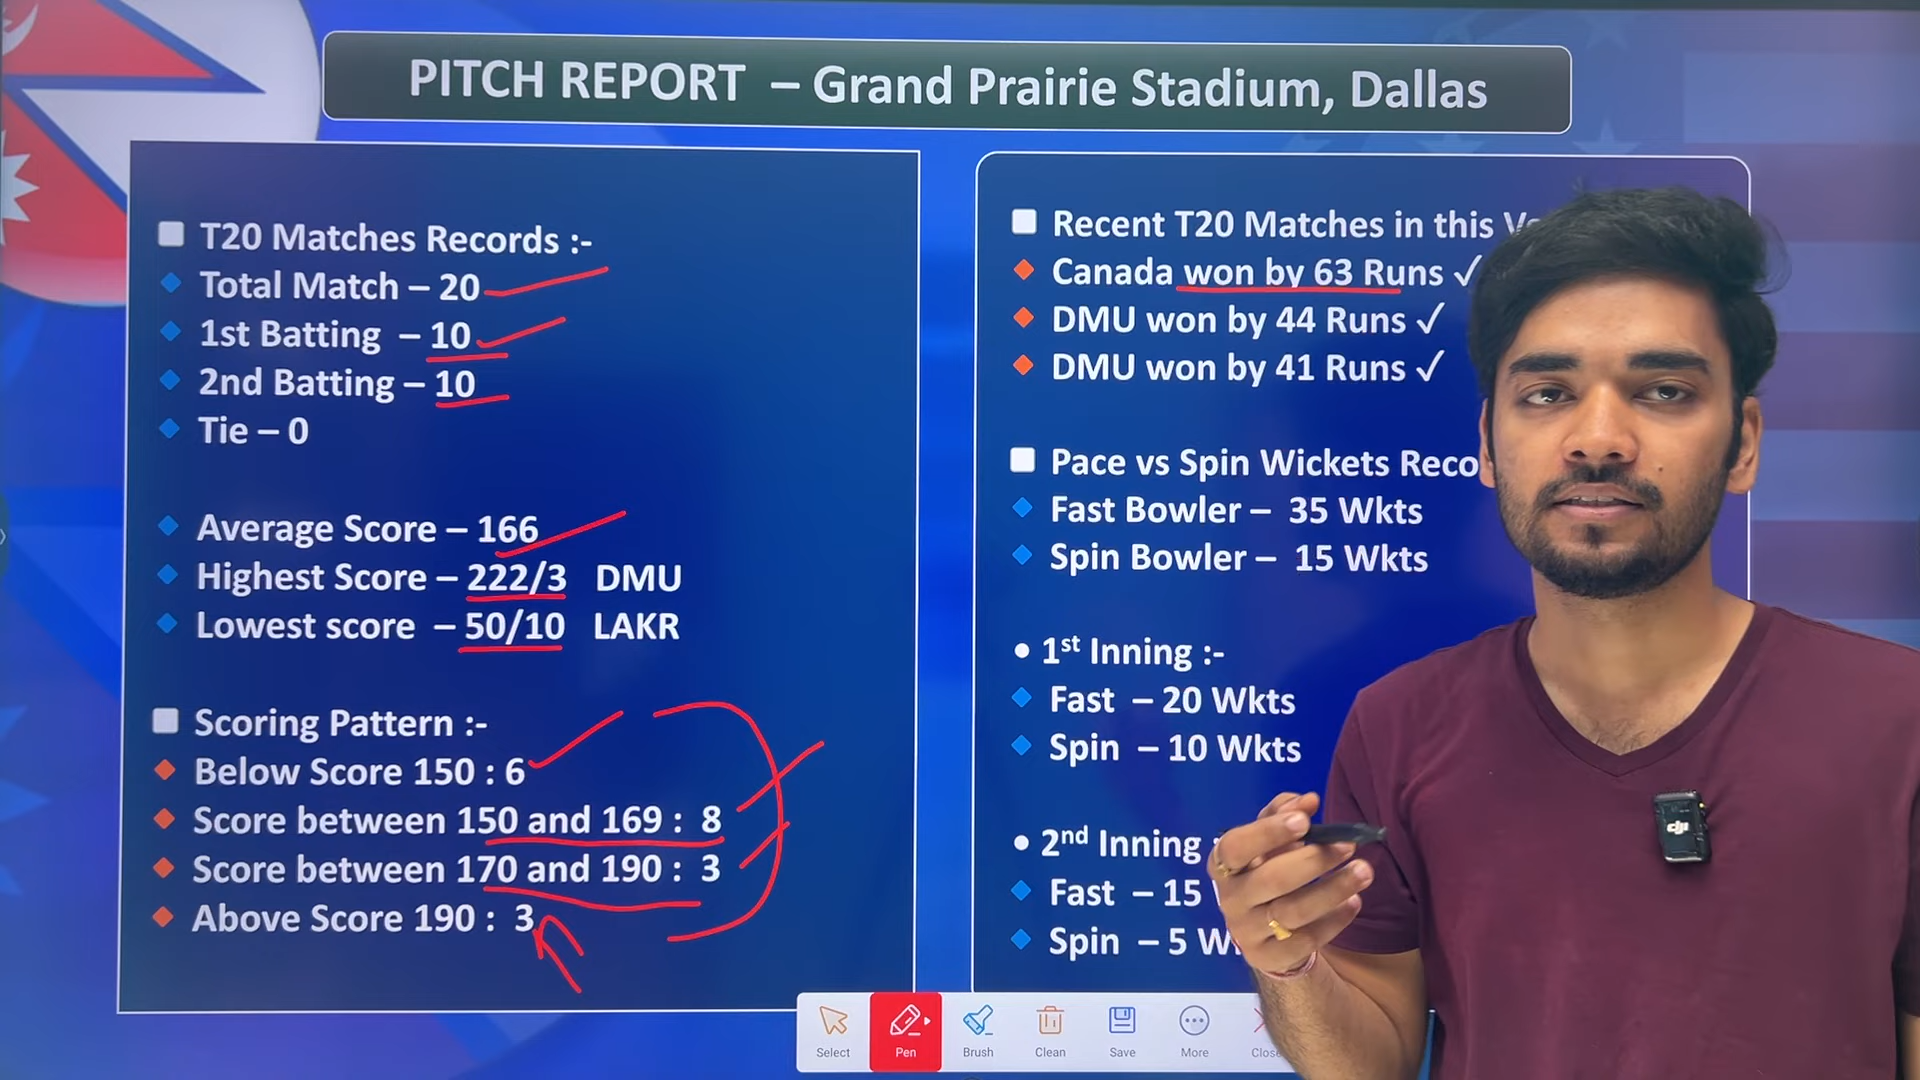 PITCH REPORT – Grand Prairie Stadium, Dallas
T20 Matches Records :-
Total Match – 20
1st Batting – 10
2nd Batting – 10
Tie – 0
Average Score – 166
Highest Score – 222/3 DMU
Lowest score – 50/10 LAKR
Scoring Pattern :-
Below Score 150 : 6
Score between 150 and 169 : 8
Score between 170 and 190 : 3
Above Score 190 : 3
Recent T20 Matches in this
Canada won by 63 Runs ✓
DMU won by 44 Runs ✓
DMU won by 41 Runs ✓
Pace vs Spin Wickets
Fast Bowler – 35 Wkts
Spin Bowler – 15 Wkts
1st Inning :-
Fast – 20 Wkts
Spin – 10 Wkts
2nd Inning
Fast – 15
Spin – 5
dji
Select Pen Brush Clean Save More Close